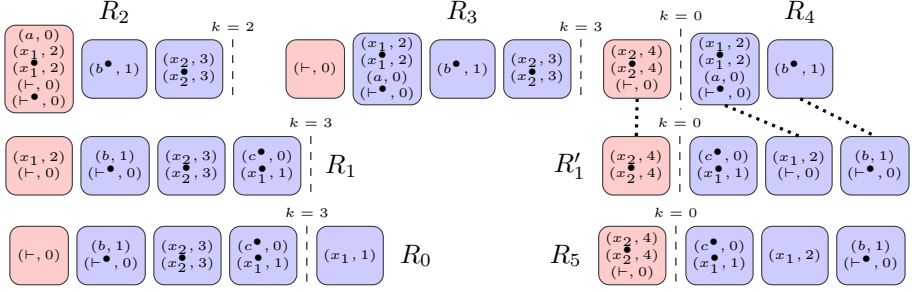 R₂
k = 2
(a, 0)
(x₁, 2)
(x₁•, 2)
(⊢, 0)
(⊢•, 0)
(b•, 1)
(x₂, 3)
(x₂•, 3)
R₃
k = 3
(⊢, 0)
(x₁, 2)
(x₁•, 2)
(a, 0)
(⊢•, 0)
(b•, 1)
(x₂, 3)
(x₂•, 3)
k = 0
R₄
(x₂, 4)
(x₂•, 4)
(⊢, 0)
(x₁, 2)
(x₁•, 2)
(a, 0)
(⊢•, 0)
(b•, 1)
k = 3
(x₁, 2)
(⊢, 0)
(b, 1)
(⊢•, 0)
(x₂, 3)
(x₂•, 3)
(c•, 0)
(x₁•, 1)
R₁
k = 0
R′₁
(x₂, 4)
(x₂•, 4)
(c•, 0)
(x₁•, 1)
(x₁, 2)
(⊢, 0)
(b, 1)
(⊢•, 0)
k = 3
(⊢, 0)
(b, 1)
(⊢•, 0)
(x₂, 3)
(x₂•, 3)
(c•, 0)
(x₁•, 1)
(x₁, 1)
R₀
k = 0
R₅
(x₂, 4)
(x₂•, 4)
(⊢, 0)
(c•, 0)
(x₁•, 1)
(x₁, 2)
(b, 1)
(⊢•, 0)